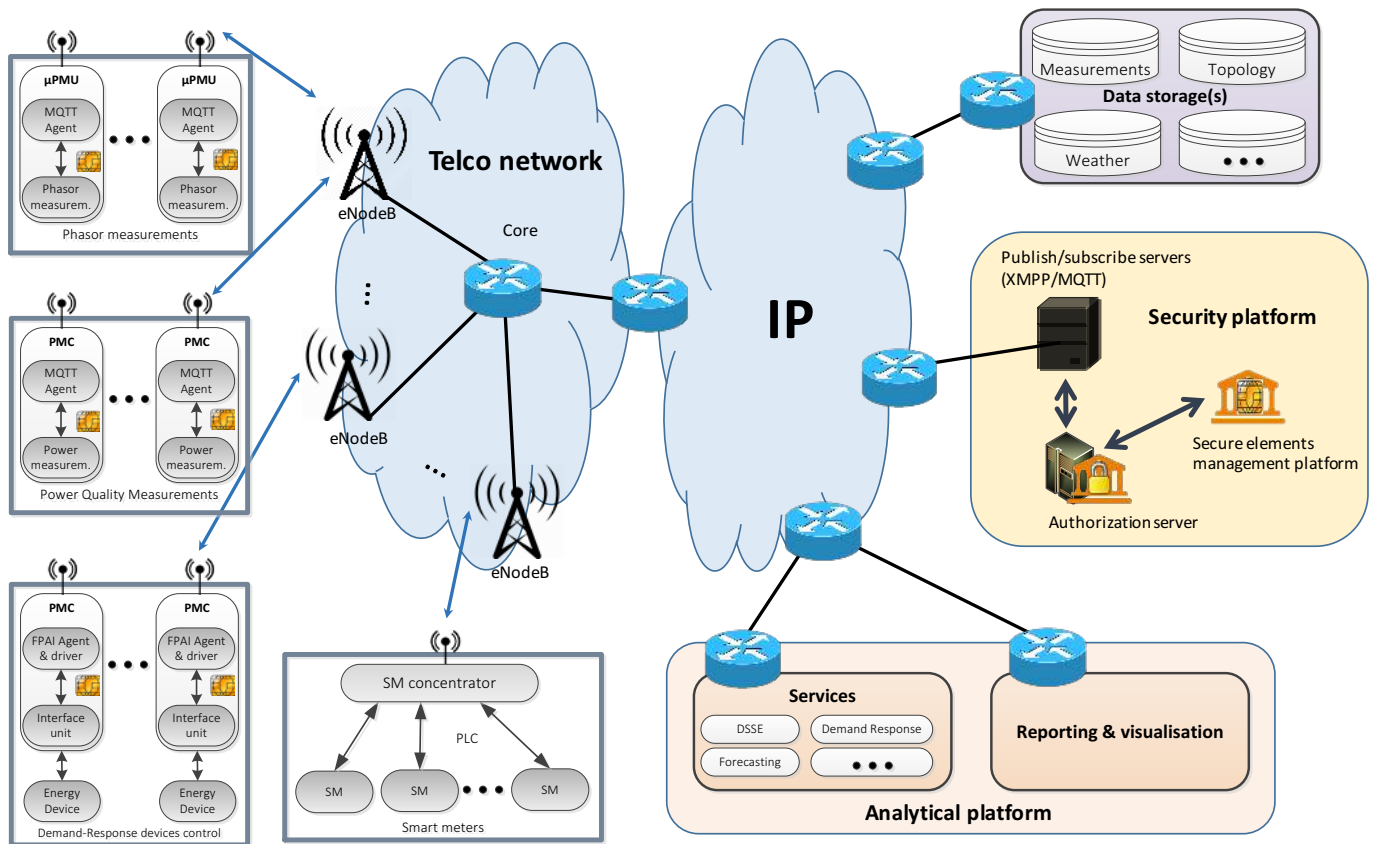 µPMU
MQTT
Agent
Phasor
measurem.
µPMU
MQTT
Agent
Phasor
measurem.
Phasor measurements
PMC
MQTT
Agent
Power
measurem.
PMC
MQTT
Agent
Power
measurem.
Power Quality Measurements
PMC
FPAI Agent
& driver
Interface
unit
Energy
Device
PMC
FPAI Agent
& driver
Interface
unit
Energy
Device
Demand-Response devices control
Telco network
eNodeB
Core
eNodeB
eNodeB
SM concentrator
PLC
SM
SM
SM
Smart meters
IP
Measurements
Topology
Data storage(s)
Weather
Publish/subscribe servers
(XMPP/MQTT)
Security platform
Secure elements
management platform
Authorization server
Services
DSSE
Demand Response
Forecasting
Reporting & visualisation
Analytical platform